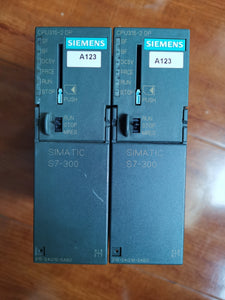 CPU315-2 DP
SIEMENS
A123
SF
BF
DC5V
FRCE
RUN
STOP
PUSH
RUN
STOP
MRES
SIMATIC
S7-300
CPU315-2 DP
SIEMENS
A123
SF
BF
DC5V
FRCE
RUN
STOP
PUSH
RUN
STOP
MRES
SIMATIC
S7-300